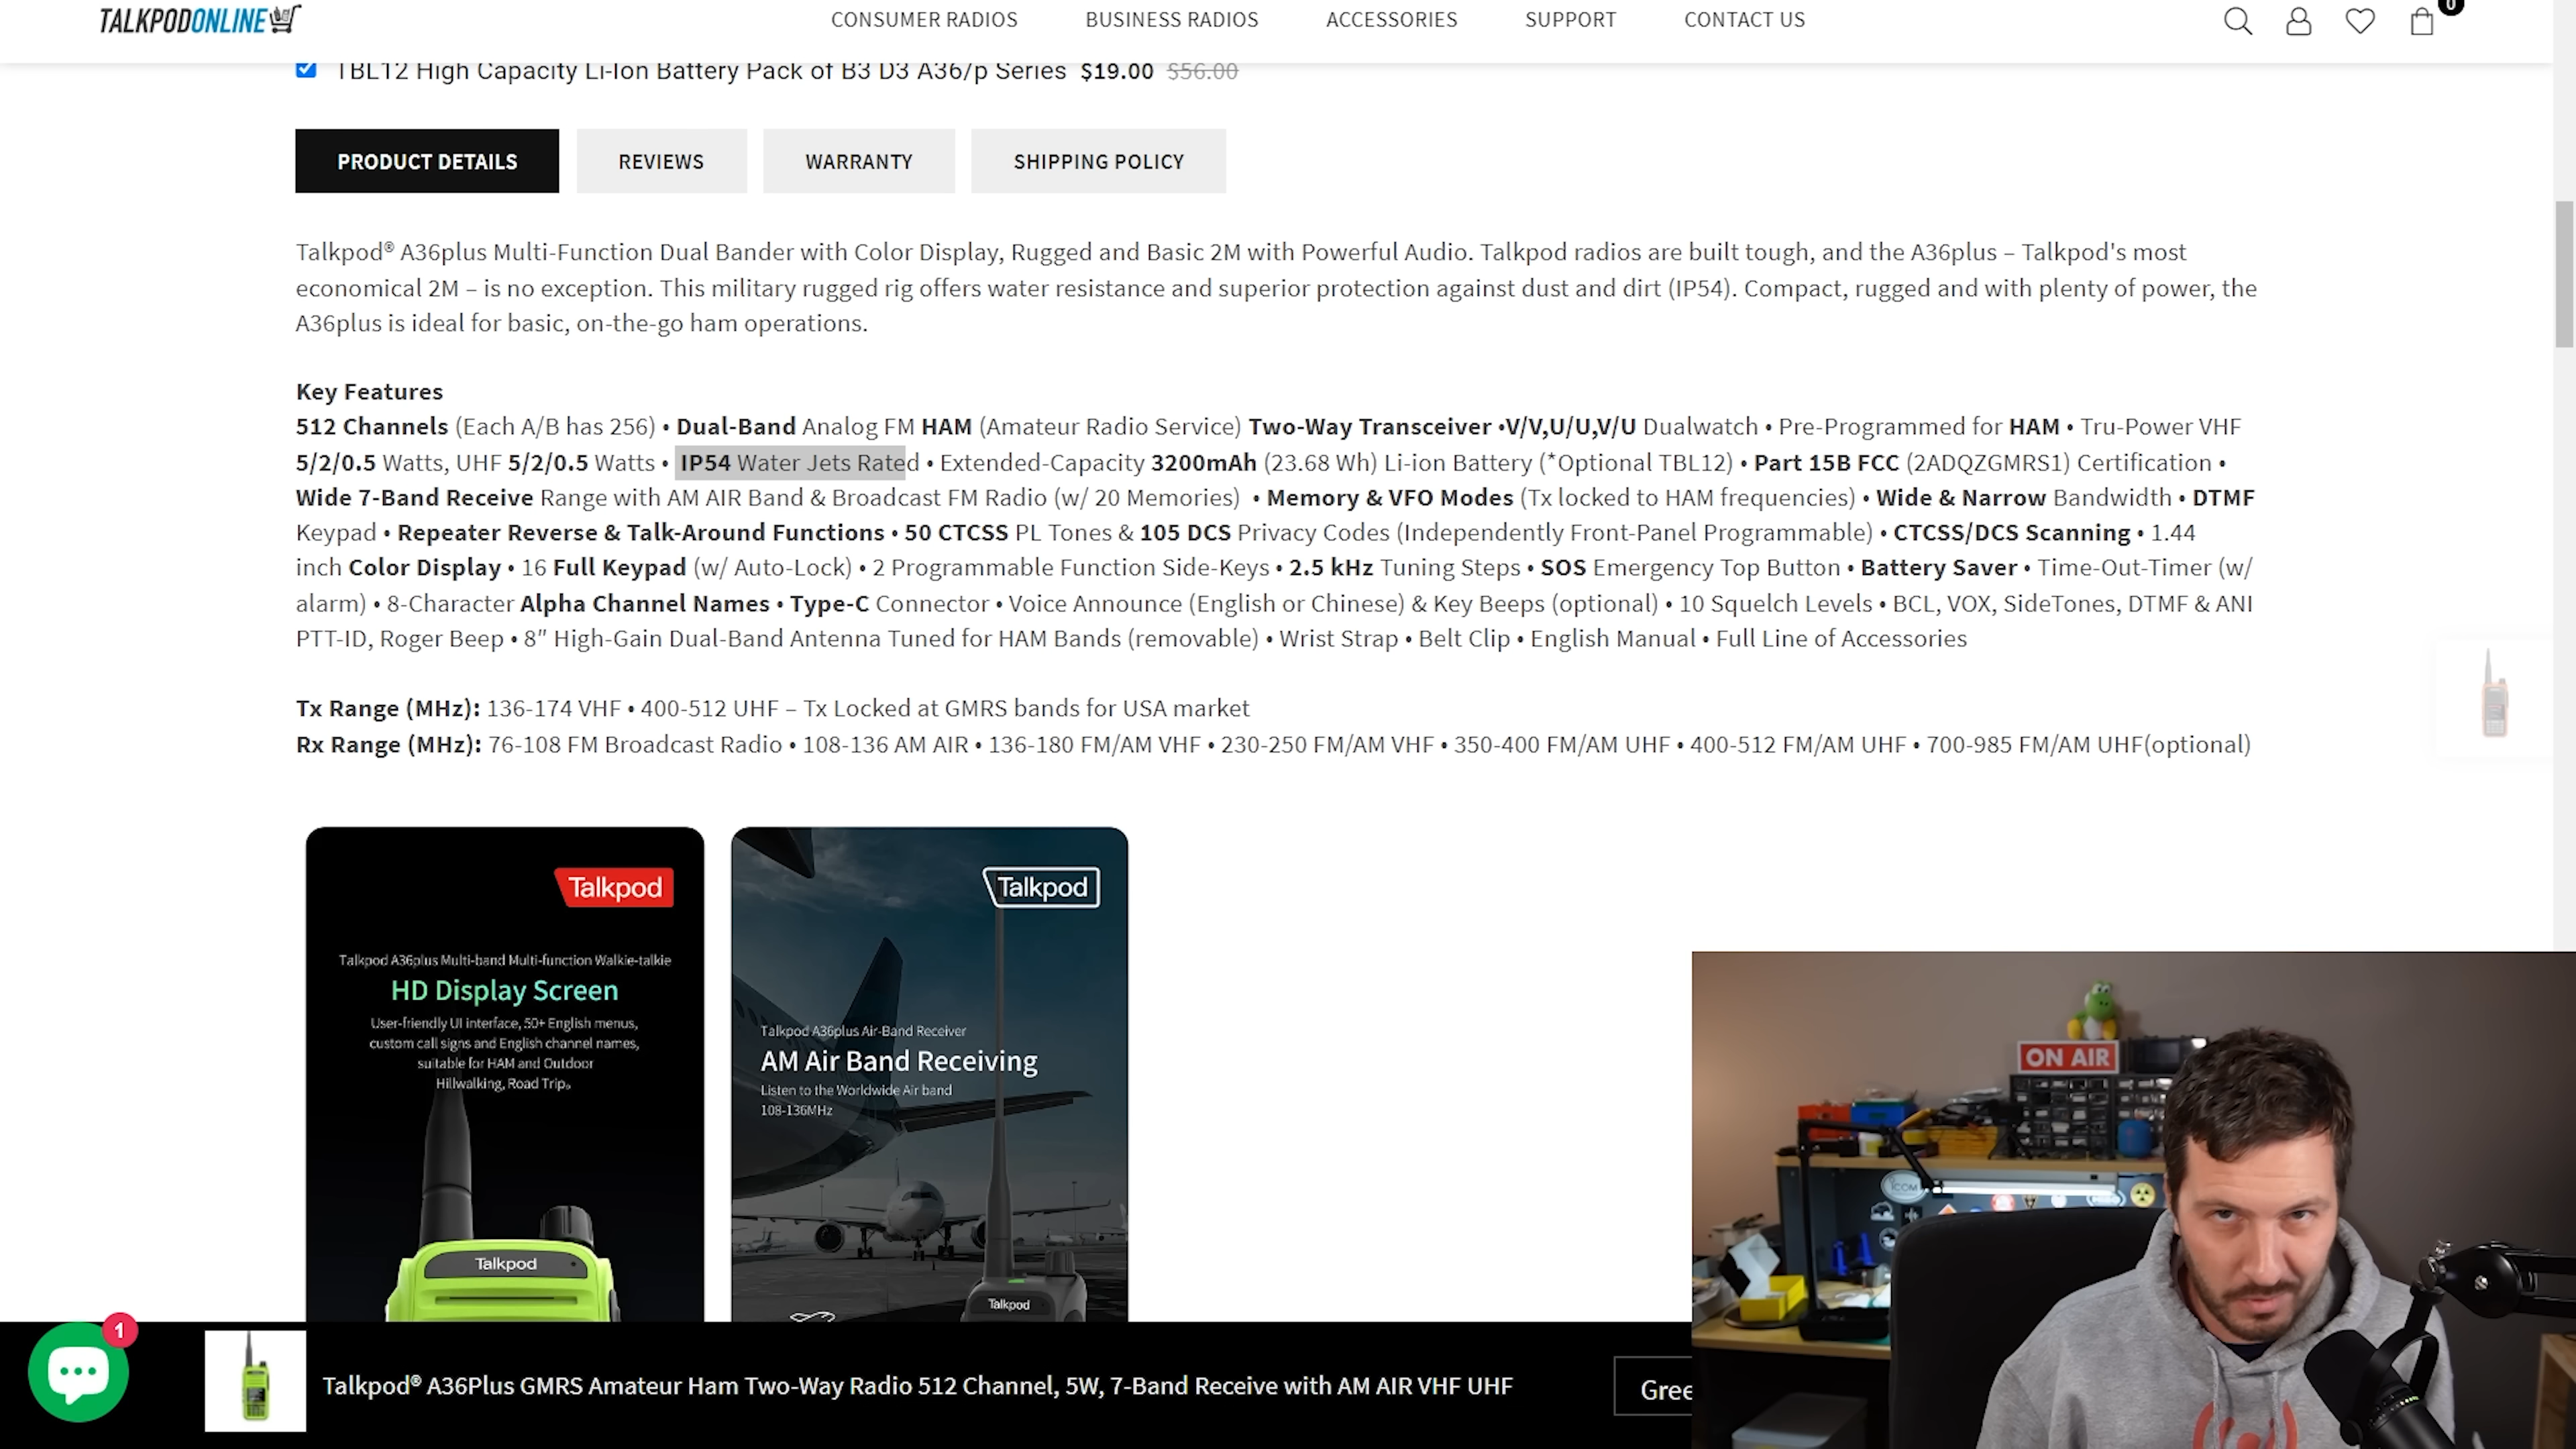 TALKPODONLINE
CONSUMER RADIOS
BUSINESS RADIOS
ACCESSORIES
SUPPORT
CONTACT US
0
TBL12 High Capacity Li-Ion Battery Pack of B3 D3 A36/p Series $19.00 $56.00
PRODUCT DETAILS
REVIEWS
WARRANTY
SHIPPING POLICY
Talkpod® A36plus Multi-Function Dual Bander with Color Display, Rugged and Basic 2M with Powerful Audio. Talkpod radios are built tough, and the A36plus – Talkpod's most
economical 2M – is no exception. This military rugged rig offers water resistance and superior protection against dust and dirt (IP54). Compact, rugged and with plenty of power, the
A36plus is ideal for basic, on-the-go ham operations.
Key Features
512 Channels (Each A/B has 256) • Dual-Band Analog FM HAM (Amateur Radio Service) Two-Way Transceiver •V/V,U/U,V/U Dualwatch • Pre-Programmed for HAM • Tru-Power VHF
5/2/0.5 Watts, UHF 5/2/0.5 Watts • IP54 Water Jets Rated • Extended-Capacity 3200mAh (23.68 Wh) Li-ion Battery (*Optional TBL12) • Part 15B FCC (2ADQZGMRS1) Certification •
Wide 7-Band Receive Range with AM AIR Band & Broadcast FM Radio (w/ 20 Memories) • Memory & VFO Modes (Tx locked to HAM frequencies) • Wide & Narrow Bandwidth • DTMF
Keypad • Repeater Reverse & Talk-Around Functions • 50 CTCSS PL Tones & 105 DCS Privacy Codes (Independently Front-Panel Programmable) • CTCSS/DCS Scanning • 1.44
inch Color Display • 16 Full Keypad (w/ Auto-Lock) • 2 Programmable Function Side-Keys • 2.5 kHz Tuning Steps • SOS Emergency Top Button • Battery Saver • Time-Out-Timer (w/
alarm) • 8-Character Alpha Channel Names • Type-C Connector • Voice Announce (English or Chinese) & Key Beeps (optional) • 10 Squelch Levels • BCL, VOX, SideTones, DTMF & ANI
PTT-ID, Roger Beep • 8″ High-Gain Dual-Band Antenna Tuned for HAM Bands (removable) • Wrist Strap • Belt Clip • English Manual • Full Line of Accessories
Tx Range (MHz): 136-174 VHF • 400-512 UHF – Tx Locked at GMRS bands for USA market
Rx Range (MHz): 76-108 FM Broadcast Radio • 108-136 AM AIR • 136-180 FM/AM VHF • 230-250 FM/AM VHF • 350-400 FM/AM UHF • 400-512 FM/AM UHF • 700-985 FM/AM UHF(optional)
Talkpod
Talkpod A36plus Multi-band Multi-function Walkie-talkie
HD Display Screen
User-friendly UI interface, 50+ English menus,
custom call signs and English channel names,
suitable for HAM and Outdoor
Hillwalking, Road Trip。
Talkpod
Talkpod
Talkpod A36plus Air-Band Receiver
AM Air Band Receiving
Listen to the Worldwide Air band
108-136MHz
Talkpod
ON AIR
ICOM
1
Talkpod® A36Plus GMRS Amateur Ham Two-Way Radio 512 Channel, 5W, 7-Band Receive with AM AIR VHF UHF
Gree